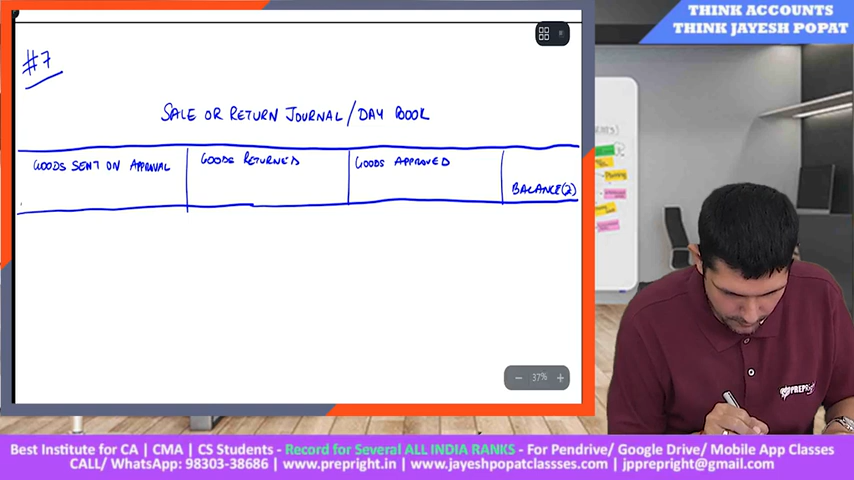 THINK ACCOUNTS
THINK JAYESH POPAT
#7
SALE OR RETURN JOURNAL/DAY BOOK
GOODS SENT ON APPROVAL
GOODS RETURNED
GOODS APPROVED
BALANCE(2)
37%
PREPRight
Best Institute for CA | CMA | CS Students - Record for Several ALL INDIA RANKS - For Pendrive/ Google Drive/ Mobile App Classes
CALL/ WhatsApp: 98303-38686 | www.prepright.in | www.jayeshpopatclassses.com | jpprepright@gmail.com